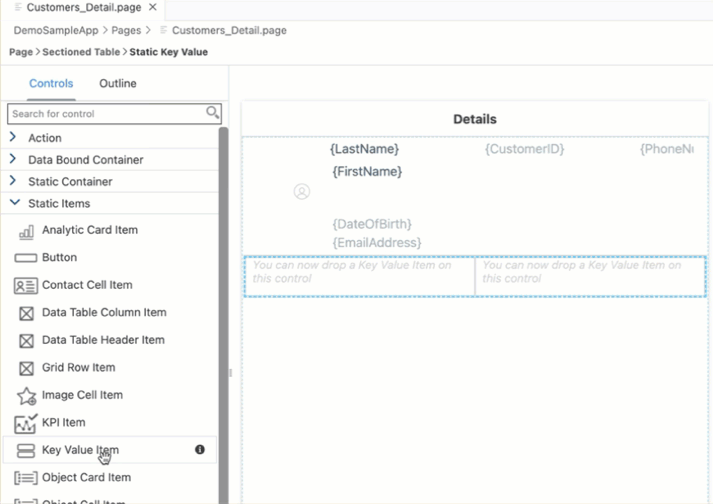 Customers_Detail.page
DemoSampleApp > Pages > Customers_Detail.page
Page > Sectioned Table > Static Key Value
Controls Outline
Search for control
Action
Data Bound Container
Static Container
Static Items
Analytic Card Item
Button
Contact Cell Item
Data Table Column Item
Data Table Header Item
Grid Row Item
Image Cell Item
KPI Item
Key Value Item
Object Card Item
Object Cell Item
Details
{LastName} {CustomerID} {PhoneNu
{FirstName}
{DateOfBirth}
{EmailAddress}
You can now drop a Key Value Item on
this control
You can now drop a Key Value Item on
this control